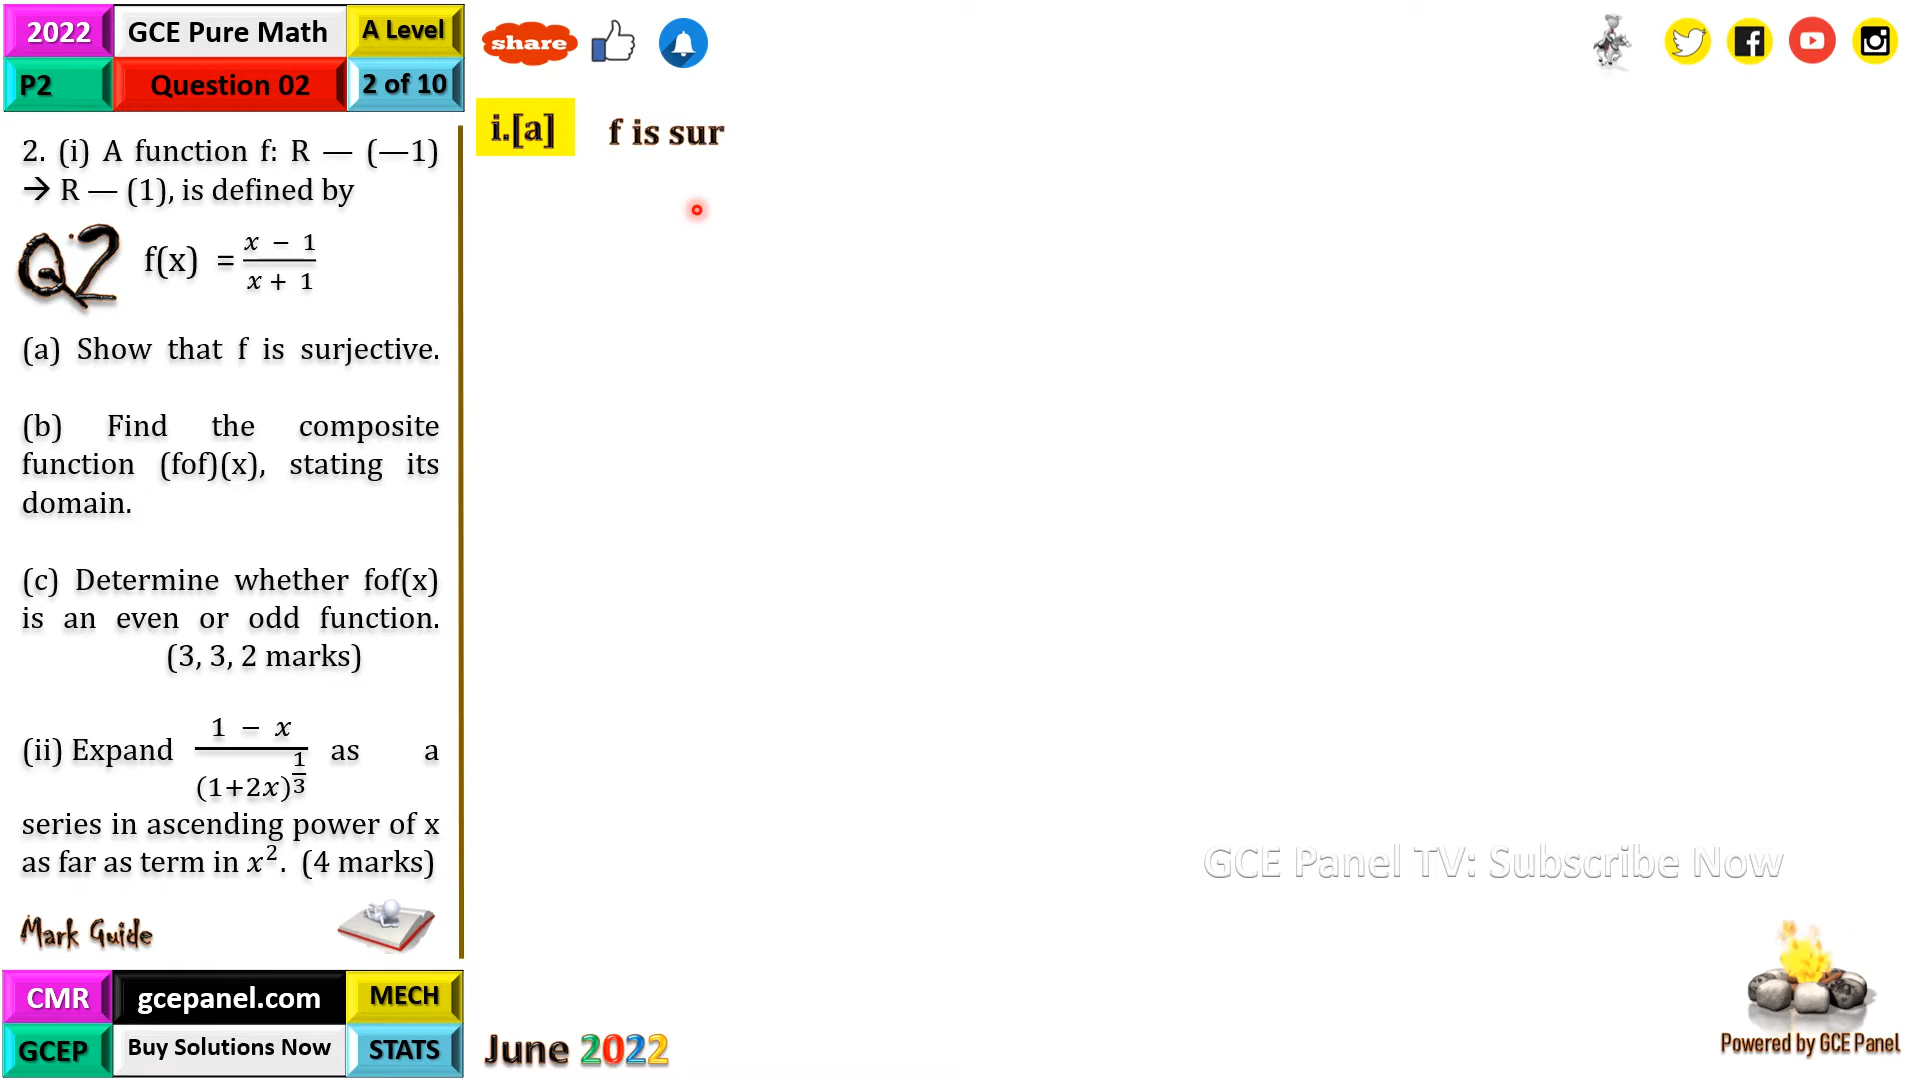 2022 GCE Pure Math A Level
P2 Question 02 2 of 10
share
i.[a] f is sur
2. (i) A function f: R — (—1)
→ R — (1), is defined by
Q2 f(x) = \frac{x - 1}{x + 1}
(a) Show that f is surjective.
(b) Find the composite
function (fof)(x), stating its
domain.
(c) Determine whether fof(x)
is an even or odd function.
(3, 3, 2 marks)
(ii) Expand \frac{1 - x}{(1+2x)^{\frac{1}{3}}} as a
series in ascending power of x
as far as term in x². (4 marks)
Mark Guide
GCE Panel TV: Subscribe Now
CMR gcepanel.com MECH
GCEP Buy Solutions Now STATS
June 2022
Powered by GCE Panel